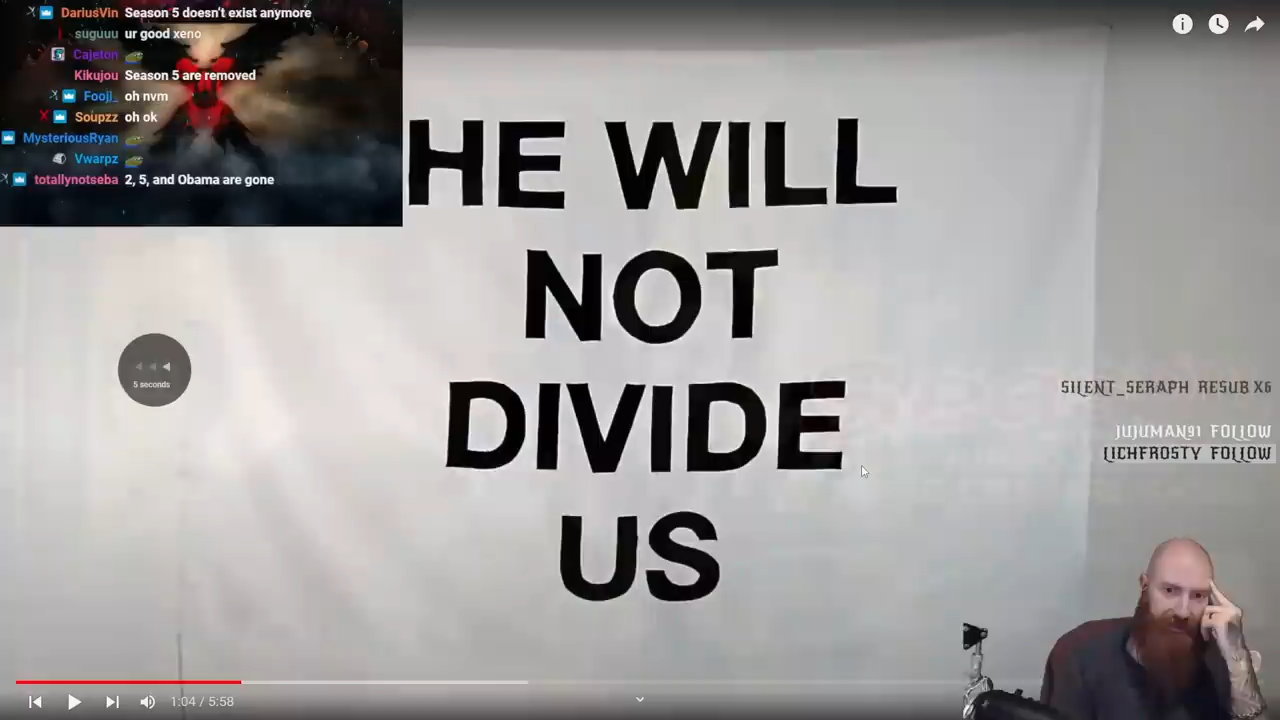 DariusVin Season 5 doesn't exist anymore
suguuu ur good xeno
Cajeton
Kikujou Season 5 are removed
Fooji_ oh nvm
Soupzz oh ok
MysteriousRyan
Vwarpz
totallynotseba 2, 5, and Obama are gone
HE WILL
NOT
DIVIDE
US
5 seconds
SILENT_SERAPH RESUB X6
JUJUMAN91 FOLLOW
LICHFROSTY FOLLOW
1:04 / 5:58